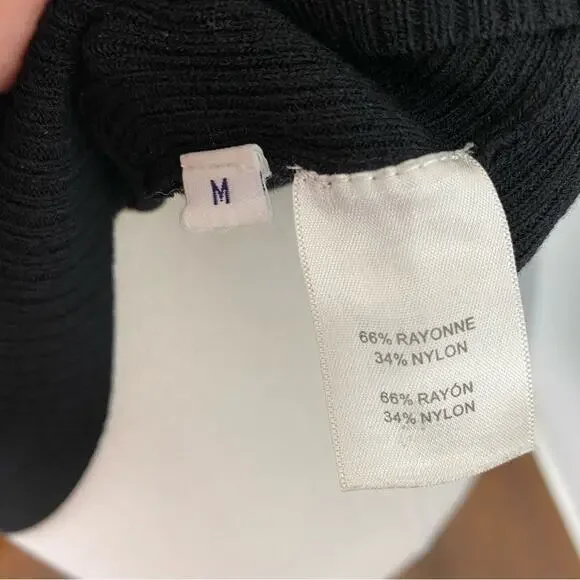 M
66% RAYONNE
34% NYLON
66% RAYÓN
34% NYLON